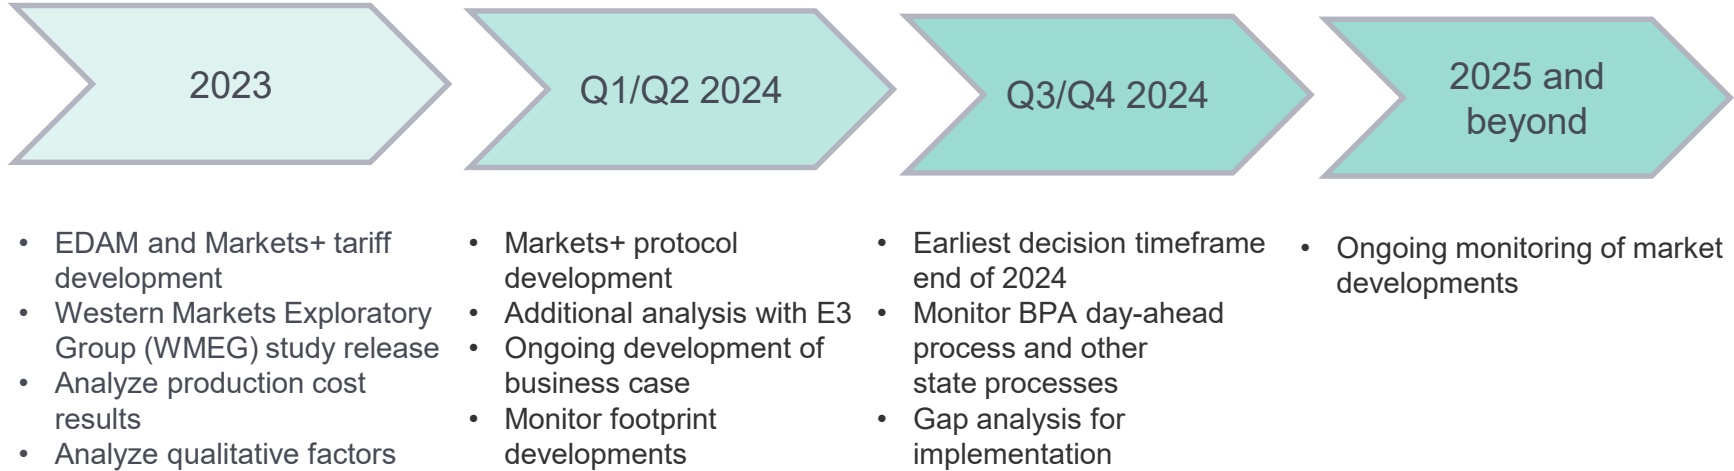 2023
Q1/Q2 2024
Q3/Q4 2024
2025 and
beyond
• EDAM and Markets+ tariff
development
• Western Markets Exploratory
Group (WMEG) study release
• Analyze production cost
results
• Analyze qualitative factors
• Markets+ protocol
development
• Additional analysis with E3
• Ongoing development of
business case
• Monitor footprint
developments
• Earliest decision timeframe
end of 2024
• Monitor BPA day-ahead
process and other
state processes
• Gap analysis for
implementation
• Ongoing monitoring of market
developments